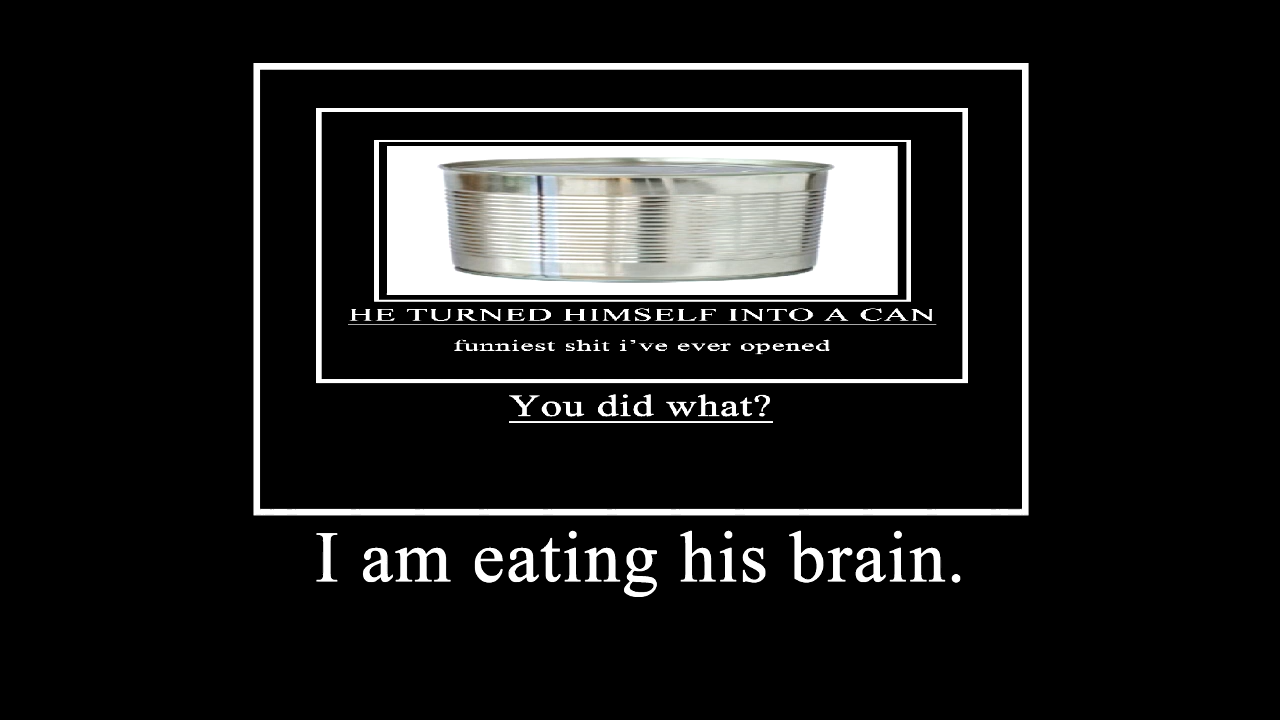 HE TURNED HIMSELF INTO A CAN
funniest shit i've ever opened
You did what?
I am eating his brain.